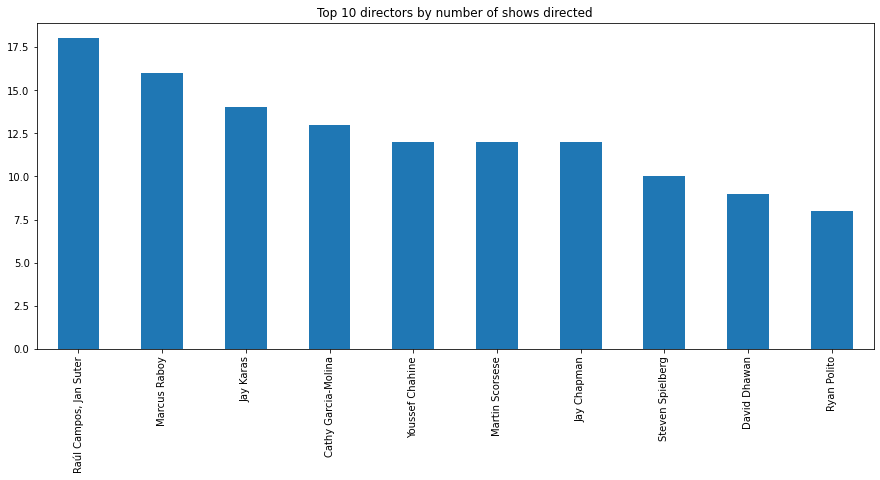 Top 10 directors by number of shows directed
17.5
15.0
12.5
10.0
7.5
5.0
2.5
0.0
Raúl Campos, Jan Suter
Marcus Raboy
Jay Karas
Cathy Garcia-Molina
Youssef Chahine
Martin Scorsese
Jay Chapman
Steven Spielberg
David Dhawan
Ryan Polito